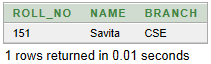 ROLL_NO NAME BRANCH
151 Savita CSE
1 rows returned in 0.01 seconds